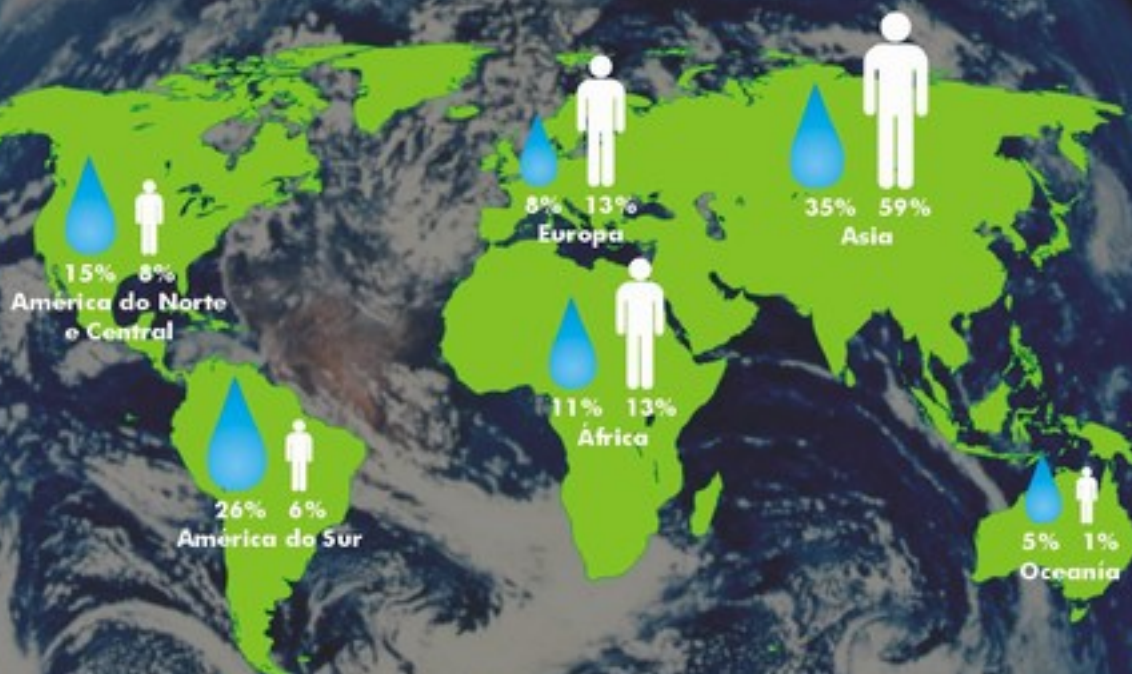 8% 13%
Europa
35% 59%
Asia
15% 8%
América do Norte
e Central
11% 13%
África
26% 6%
América do Sur
5% 1%
Oceanía